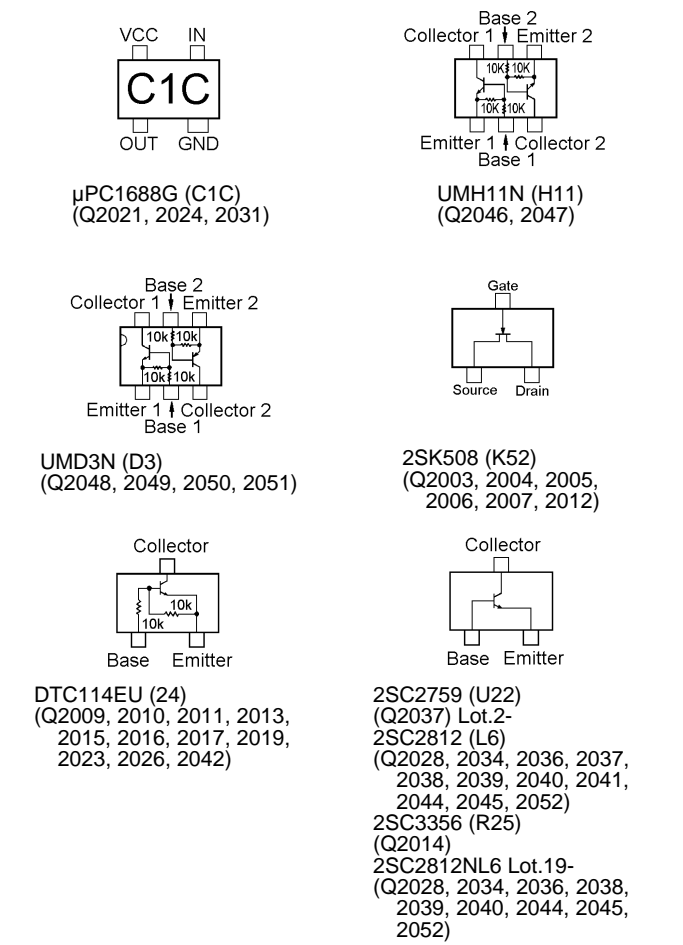 VCC IN
C1C
OUT GND
µPC1688G (C1C)
(Q2021, 2024, 2031)
Base 2
Collector 1 Emitter 2
10K 10K
10K 10K
Emitter 1 Collector 2
Base 1
UMH11N (H11)
(Q2046, 2047)
Base 2
Collector 1 Emitter 2
10k 10k
10k 10k
Emitter 1 Collector 2
Base 1
UMD3N (D3)
(Q2048, 2049, 2050, 2051)
Gate
Source Drain
2SK508 (K52)
(Q2003, 2004, 2005,
2006, 2007, 2012)
Collector
10k
10k
Base Emitter
DTC114EU (24)
(Q2009, 2010, 2011, 2013,
2015, 2016, 2017, 2019,
2023, 2026, 2042)
Collector
Base Emitter
2SC2759 (U22)
(Q2037) Lot.2-
2SC2812 (L6)
(Q2028, 2034, 2036, 2037,
2038, 2039, 2040, 2041,
2044, 2045, 2052)
2SC3356 (R25)
(Q2014)
2SC2812NL6 Lot.19-
(Q2028, 2034, 2036, 2038,
2039, 2040, 2044, 2045,
2052)